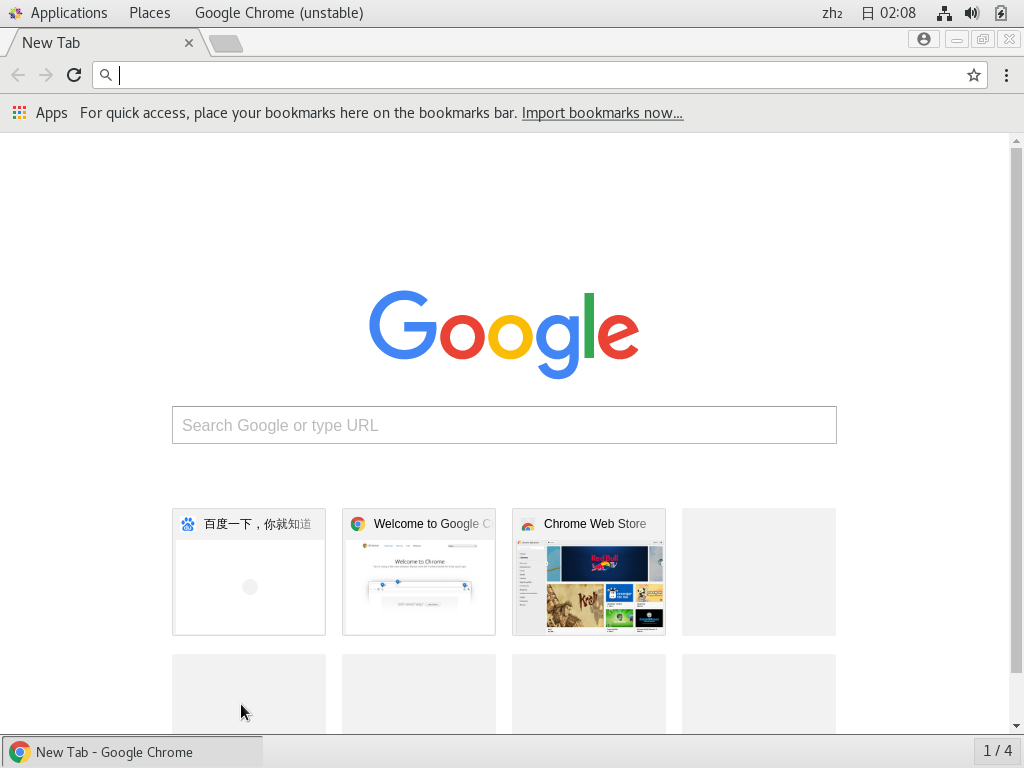 Applications Places Google Chrome (unstable) zh₂ 日 02:08
New Tab
Apps For quick access, place your bookmarks here on the bookmarks bar. Import bookmarks now...
Google
Search Google or type URL
百度一下，你就知道 Welcome to Google C Chrome Web Store
Welcome to Chrome
New Tab - Google Chrome 1 / 4